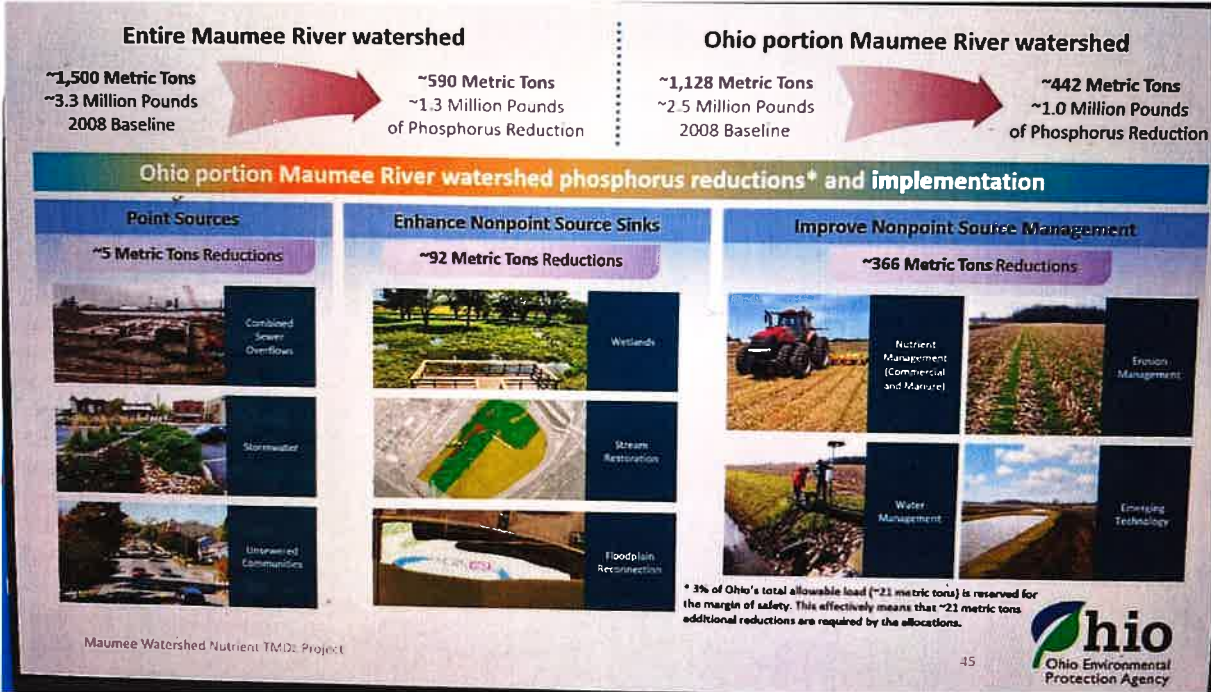 Entire Maumee River watershed
~1,500 Metric Tons
~3.3 Million Pounds
2008 Baseline
~590 Metric Tons
~1.3 Million Pounds
of Phosphorus Reduction
Ohio portion Maumee River watershed
~1,128 Metric Tons
~2.5 Million Pounds
2008 Baseline
~442 Metric Tons
~1.0 Million Pounds
of Phosphorus Reduction
Ohio portion Maumee River watershed phosphorus reductions* and implementation
Point Sources
~5 Metric Tons Reductions
Combined
Sewer
Overflows
Stormwater
Unsewered
Communities
Enhance Nonpoint Source Sinks
~92 Metric Tons Reductions
Wetlands
Stream
Restoration
Floodplain
Reconnection
Improve Nonpoint Source Management
~366 Metric Tons Reductions
Nutrient
Management
(Commercial
and Manure)
Erosion
Management
Water
Management
Emerging
Technology
* 3% of Ohio's total allowable load (~21 metric tons) is reserved for
the margin of safety. This effectively means that ~21 metric tons
additional reductions are required by the allocations.
Maumee Watershed Nutrient TMDL Project
45
Ohio
Ohio Environmental
Protection Agency